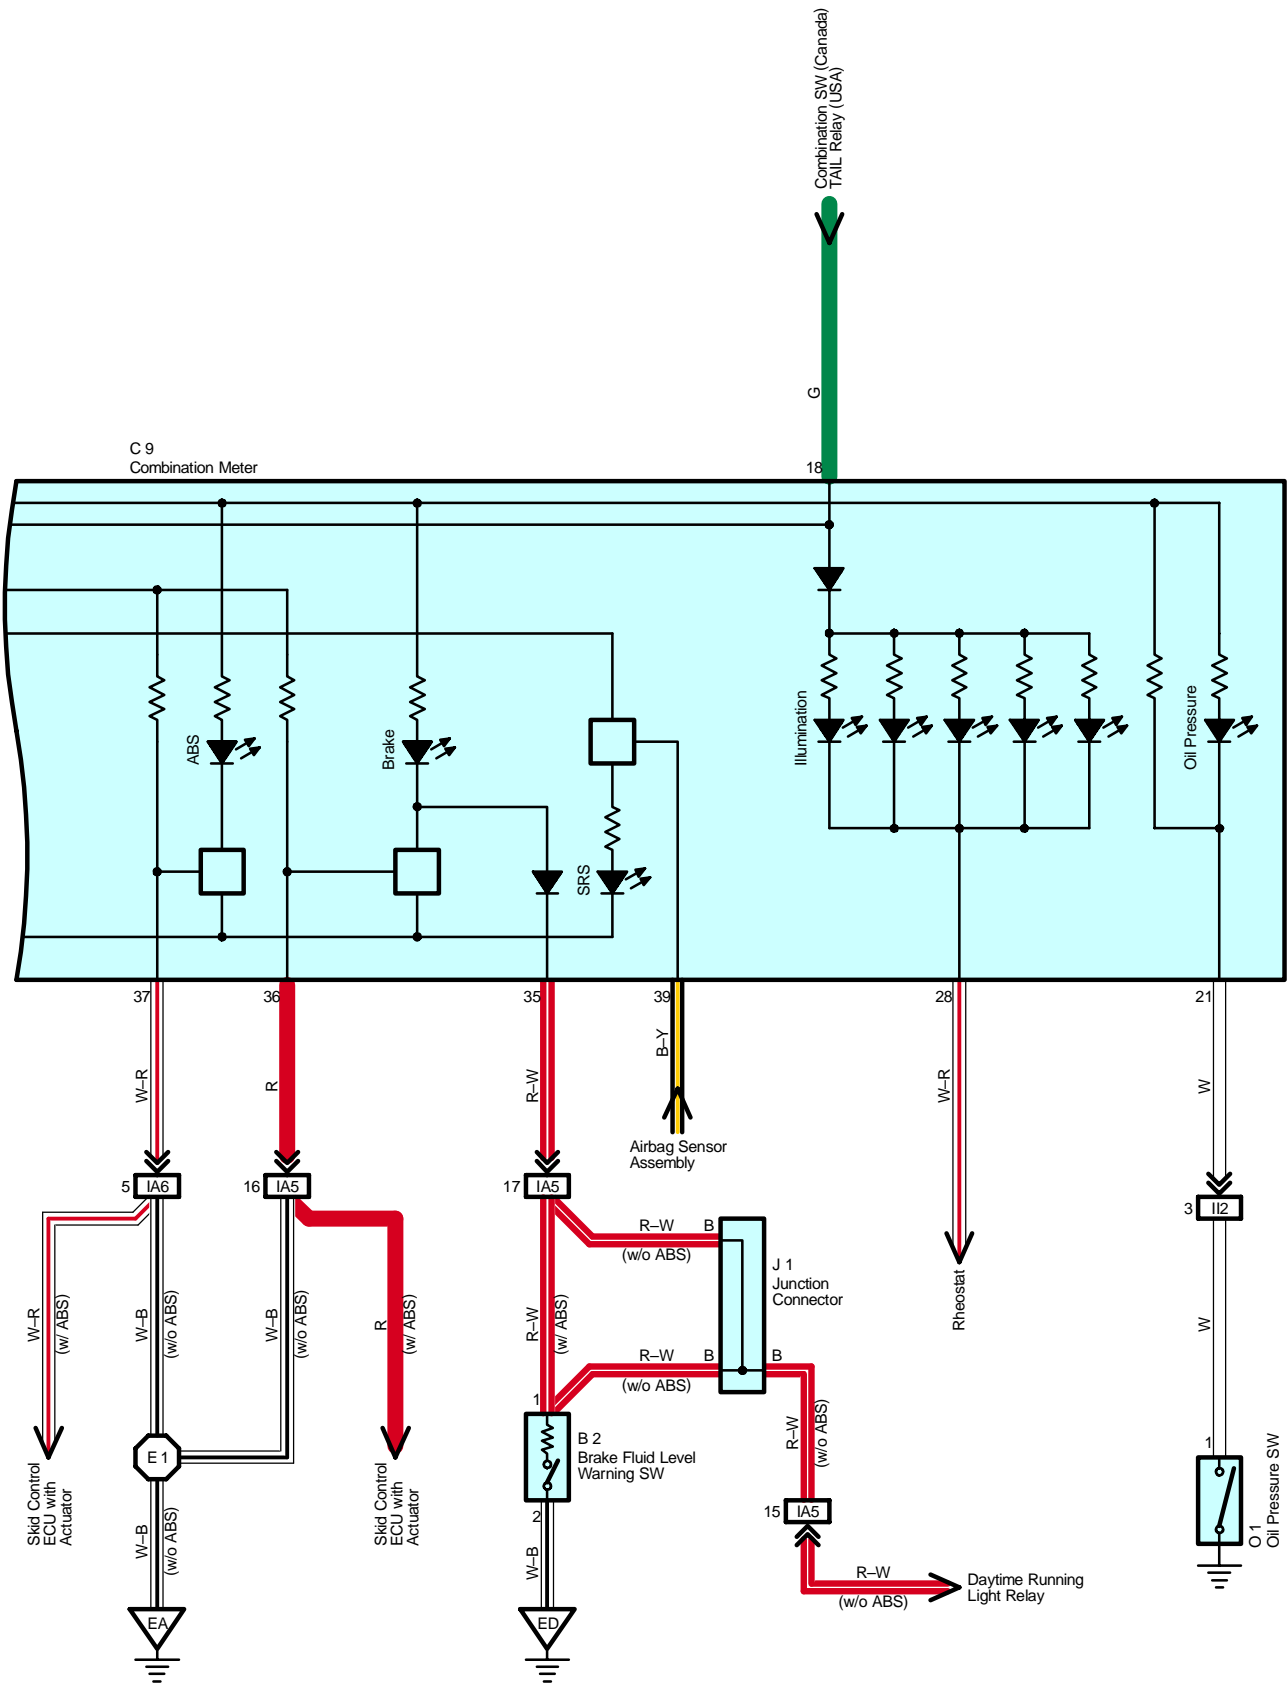 Combination SW (Canada)
TAIL Relay (USA)
G
C 9
Combination Meter
18
ABS
Brake
SRS
Illumination
Oil Pressure
37
36
35
39
28
21
W–R
R
R–W
B–Y
W–R
W
Airbag Sensor
Assembly
5
IA6
16
IA5
17
IA5
3
II2
R–W
B
(w/o ABS)
J 1
Junction
Connector
Rheostat
W–R
(w/ ABS)
W–B
(w/o ABS)
W–B
(w/o ABS)
R
(w/ ABS)
R–W
(w/ ABS)
W
R–W
B
B
(w/o ABS)
1
B 2
Brake Fluid Level
Warning SW
R–W
(w/o ABS)
1
E 1
Skid Control
ECU with
Actuator
Skid Control
ECU with
Actuator
2
15
IA5
O 1
Oil Pressure SW
W–B
(w/o ABS)
W–B
R–W
(w/o ABS)
Daytime Running
Light Relay
EA
ED